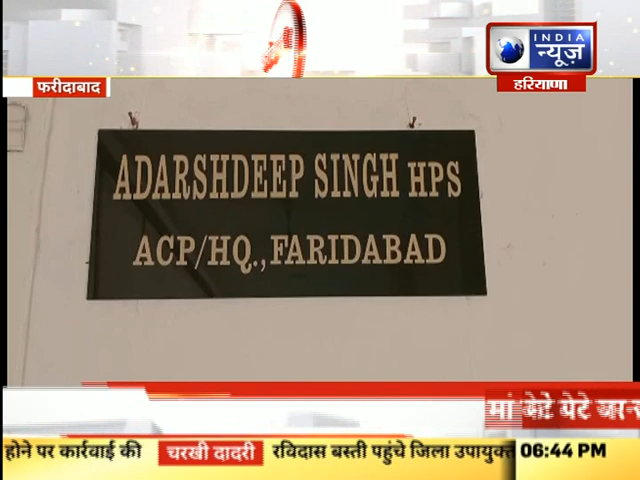 INDIA
न्यूज़
हरियाणा
फरीदाबाद
ADARSHDEEP SINGH HPS
ACP/HQ., FARIDABAD
मां
होने पर कार्रवाई की चरखी दादरी रविदास बस्ती पहुंचे जिला उपायुक्त 06:44 PM